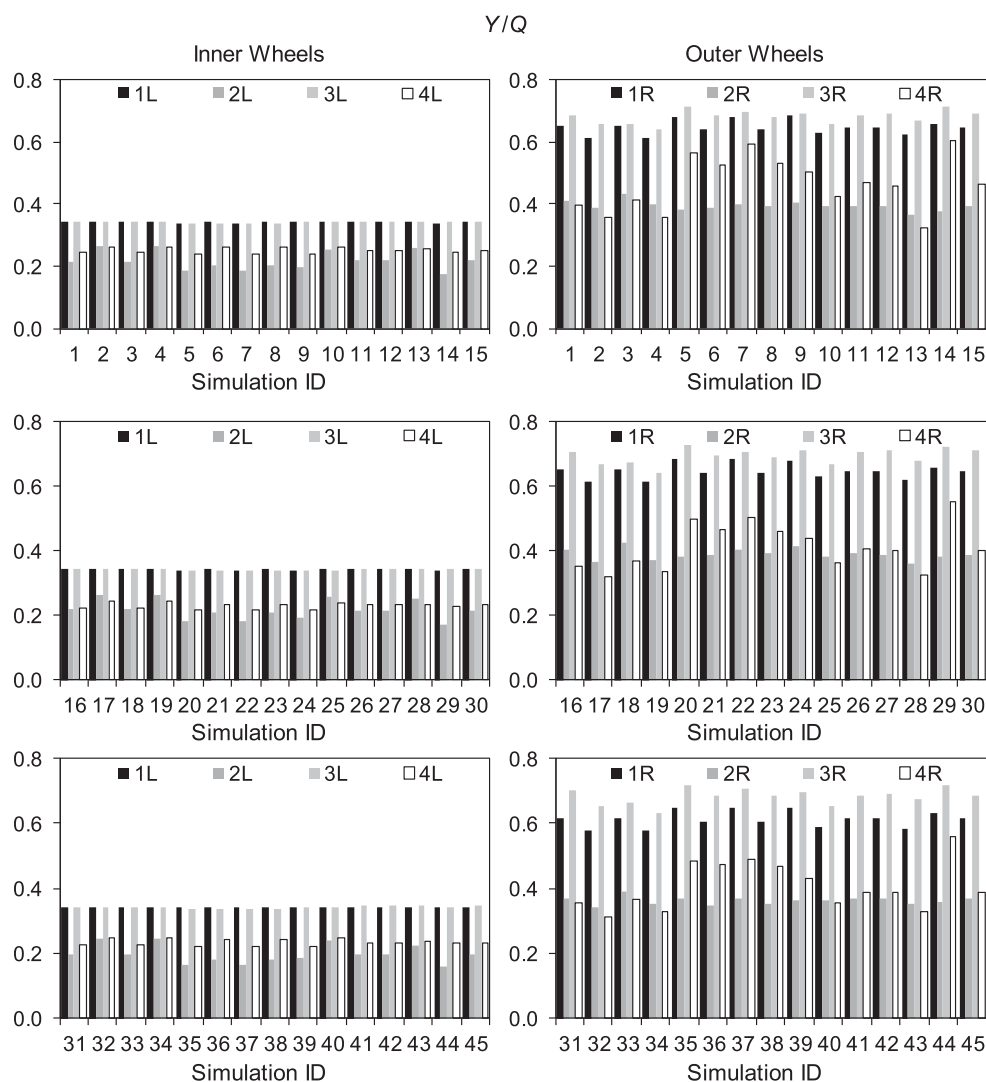 Y/Q
Inner Wheels
Outer Wheels
0.8
0.6
0.4
0.2
0.0
1L 2L 3L 4L
1 2 3 4 5 6 7 8 9 10 11 12 13 14 15
Simulation ID
0.8
0.6
0.4
0.2
0.0
1R 2R 3R 4R
1 2 3 4 5 6 7 8 9 10 11 12 13 14 15
Simulation ID
0.8
0.6
0.4
0.2
0.0
1L 2L 3L 4L
16 17 18 19 20 21 22 23 24 25 26 27 28 29 30
Simulation ID
0.8
0.6
0.4
0.2
0.0
1R 2R 3R 4R
16 17 18 19 20 21 22 23 24 25 26 27 28 29 30
Simulation ID
0.8
0.6
0.4
0.2
0.0
1L 2L 3L 4L
31 32 33 34 35 36 37 38 39 40 41 42 43 44 45
Simulation ID
0.8
0.6
0.4
0.2
0.0
1R 2R 3R 4R
31 32 33 34 35 36 37 38 39 40 41 42 43 44 45
Simulation ID